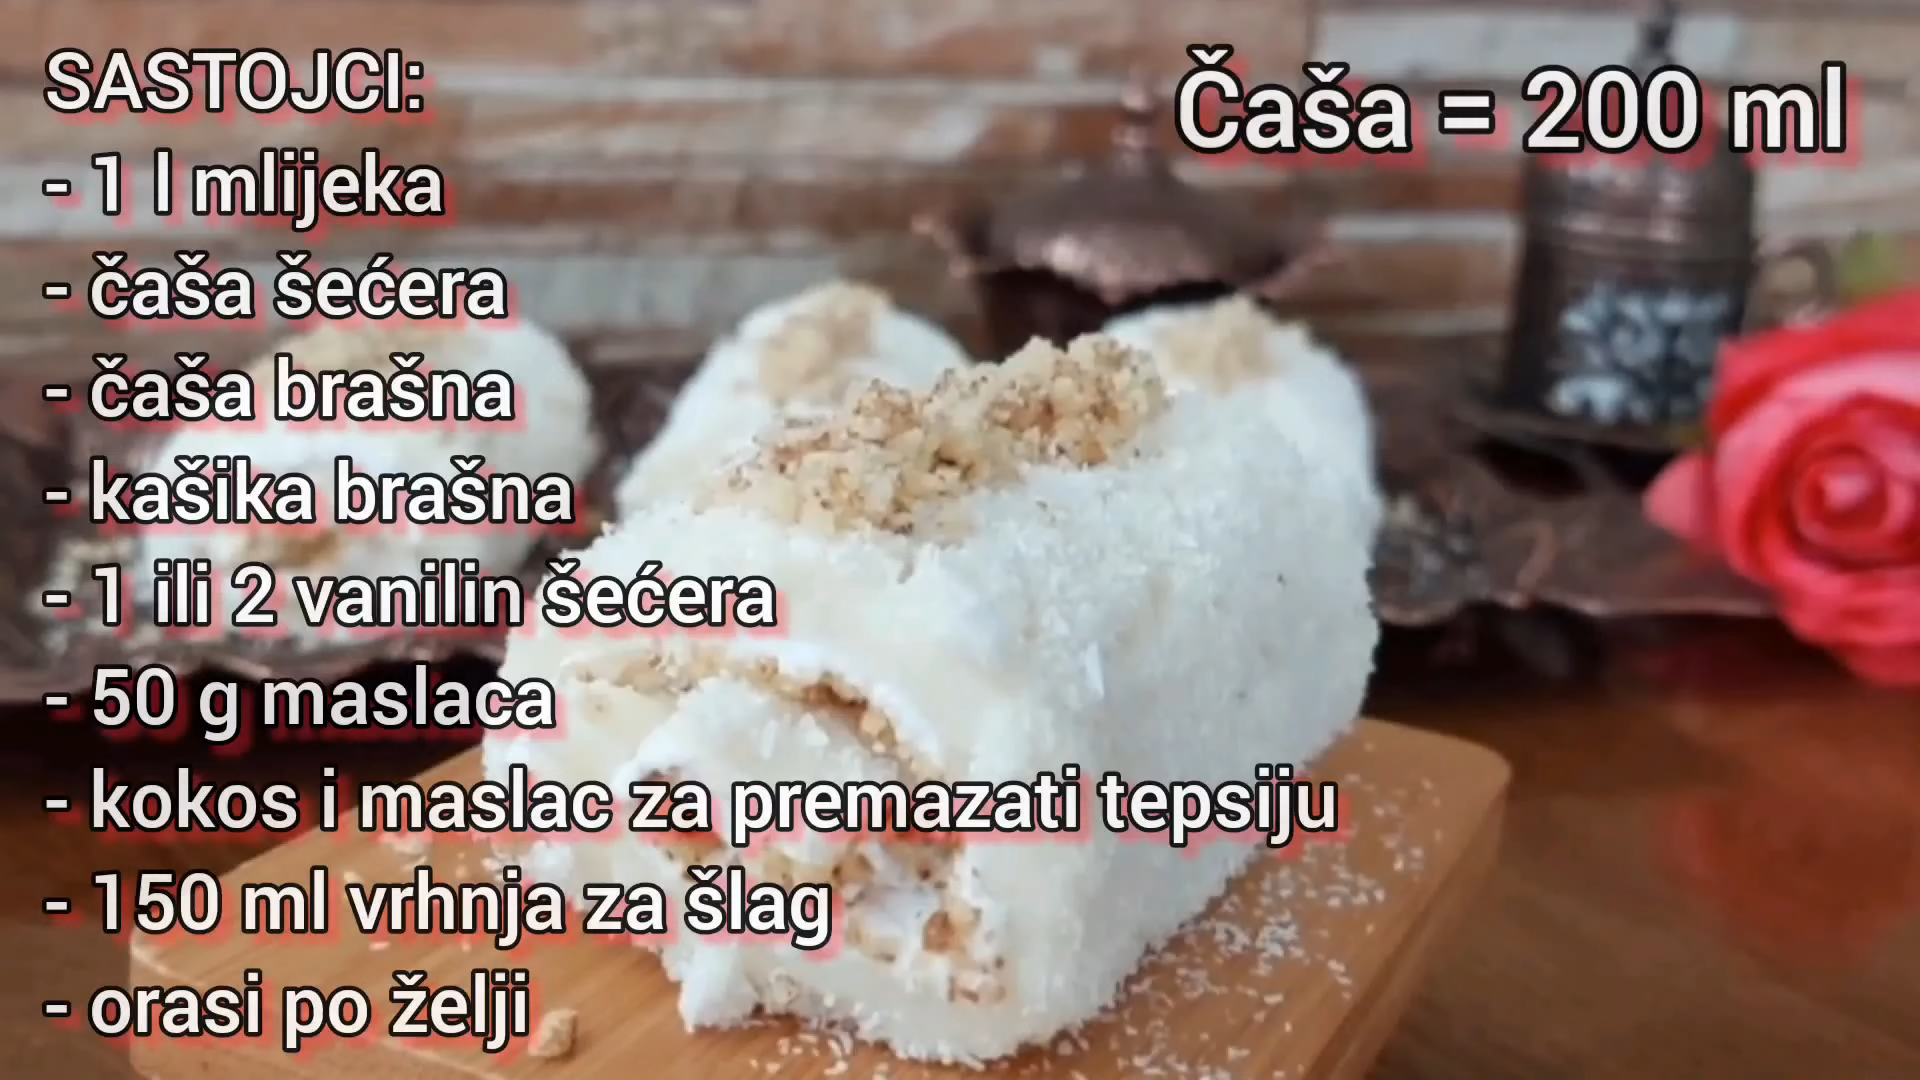 SASTOJCI:
- 1 l mlijeka
- čaša šećera
- čaša brašna
- kašika brašna
- 1 ili 2 vanilin šećera
- 50 g maslaca
- kokos i maslac za premazati tepsiju
- 150 ml vrhnja za šlag
- orasi po želji
Čaša = 200 ml